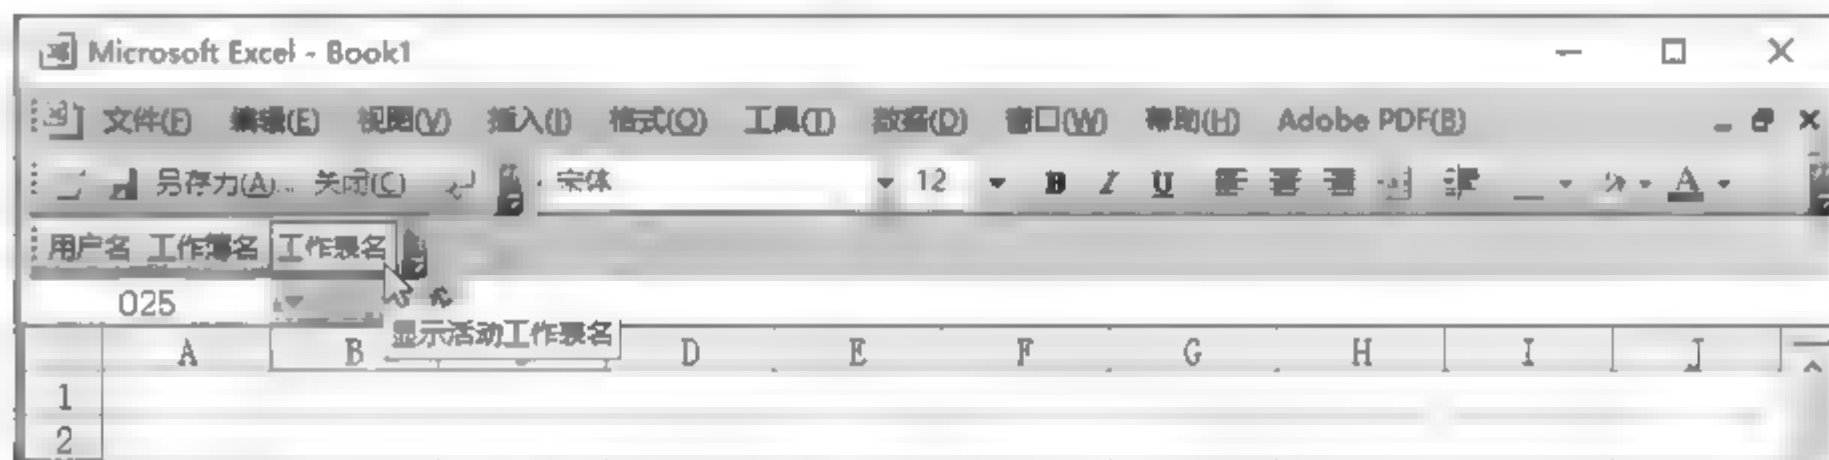 Microsoft Excel - Book1
文件(F) 编辑(E) 视图(V) 插入(I) 格式(O) 工具(T) 数据(D) 窗口(W) 帮助(H) Adobe PDF(B)
另存为(A)... 关闭(C) 宋体 12 B I U A
用户名 工作簿名 工作表名
O25
显示活动工作表名
A B D E F G H I J
1
2